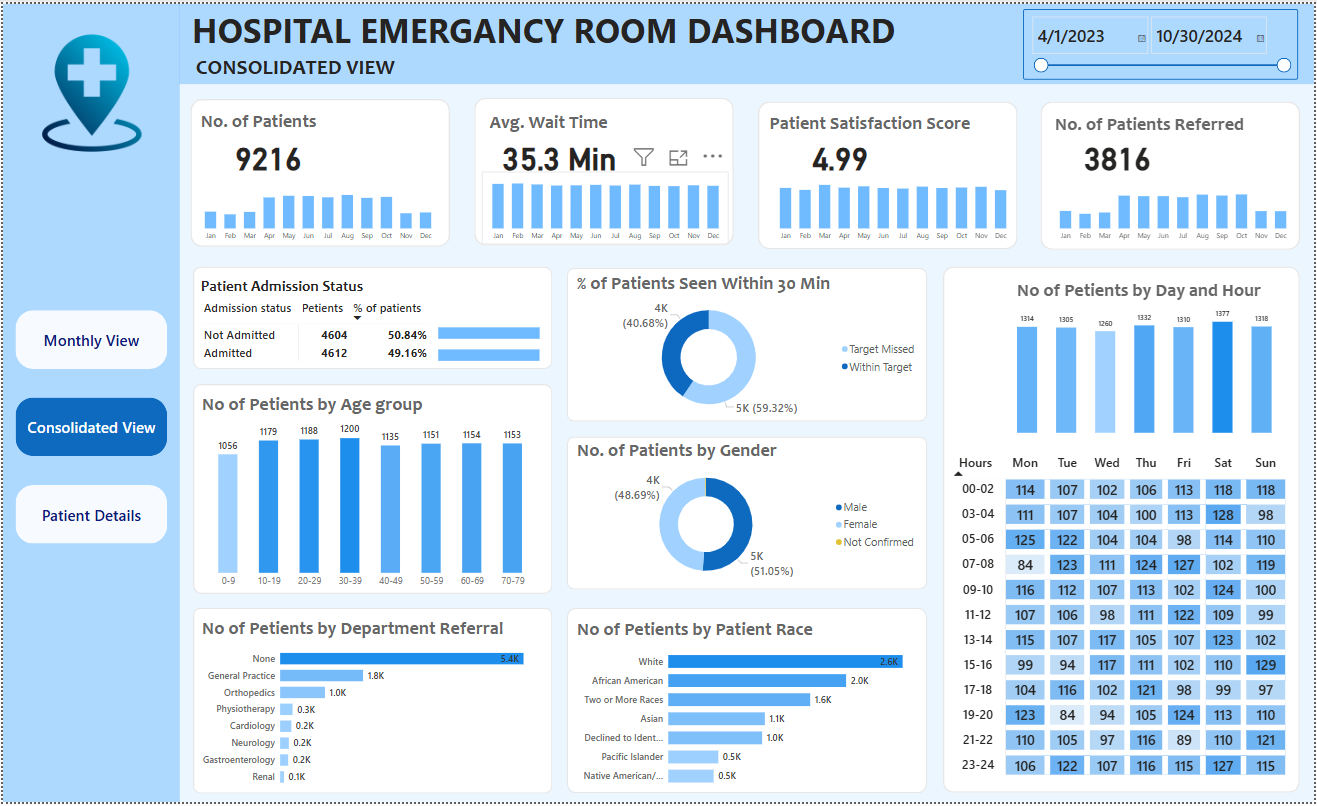 HOSPITAL EMERGANCY ROOM DASHBOARD
CONSOLIDATED VIEW
4/1/2023 10/30/2024
Monthly View
Consolidated View
Patient Details
No. of Patients
9216
Jan Feb Mar Apr May Jun Jul Aug Sep Oct Nov Dec
Avg. Wait Time
35.3 Min
Jan Feb Mar Apr May Jun Jul Aug Sep Oct Nov Dec
Patient Satisfaction Score
4.99
Jan Feb Mar Apr May Jun Jul Aug Sep Oct Nov Dec
No. of Patients Referred
3816
Jan Feb Mar Apr May Jun Jul Aug Sep Oct Nov Dec
Patient Admission Status
Admission status Petients % of patients
Not Admitted 4604 50.84%
Admitted 4612 49.16%
No of Petients by Age group
1056 1179 1188 1200 1135 1151 1154 1153
0-9 10-19 20-29 30-39 40-49 50-59 60-69 70-79
No of Petients by Department Referral
None 5.4K
General Practice 1.8K
Orthopedics 1.0K
Physiotherapy 0.3K
Cardiology 0.2K
Neurology 0.2K
Gastroenterology 0.2K
Renal 0.1K
% of Patients Seen Within 30 Min
4K
(40.68%)
5K (59.32%)
Target Missed
Within Target
No. of Patients by Gender
4K
(48.69%)
5K
(51.05%)
Male
Female
Not Confirmed
No of Petients by Patient Race
White 2.6K
African American 2.0K
Two or More Races 1.6K
Asian 1.1K
Declined to Ident... 1.0K
Pacific Islander 0.5K
Native American/... 0.5K
No of Petients by Day and Hour
1314 1305 1260 1332 1310 1377 1318
Hours Mon Tue Wed Thu Fri Sat Sun
00-02 114 107 102 106 113 118 118
03-04 111 107 104 100 113 128 98
05-06 125 122 104 104 98 114 110
07-08 84 123 111 124 127 102 119
09-10 116 112 107 113 102 124 100
11-12 107 106 98 111 122 109 99
13-14 115 107 117 105 107 123 102
15-16 99 94 117 111 102 110 129
17-18 104 116 102 121 98 99 97
19-20 123 84 94 105 124 113 110
21-22 110 105 97 116 89 110 121
23-24 106 122 107 116 115 127 115